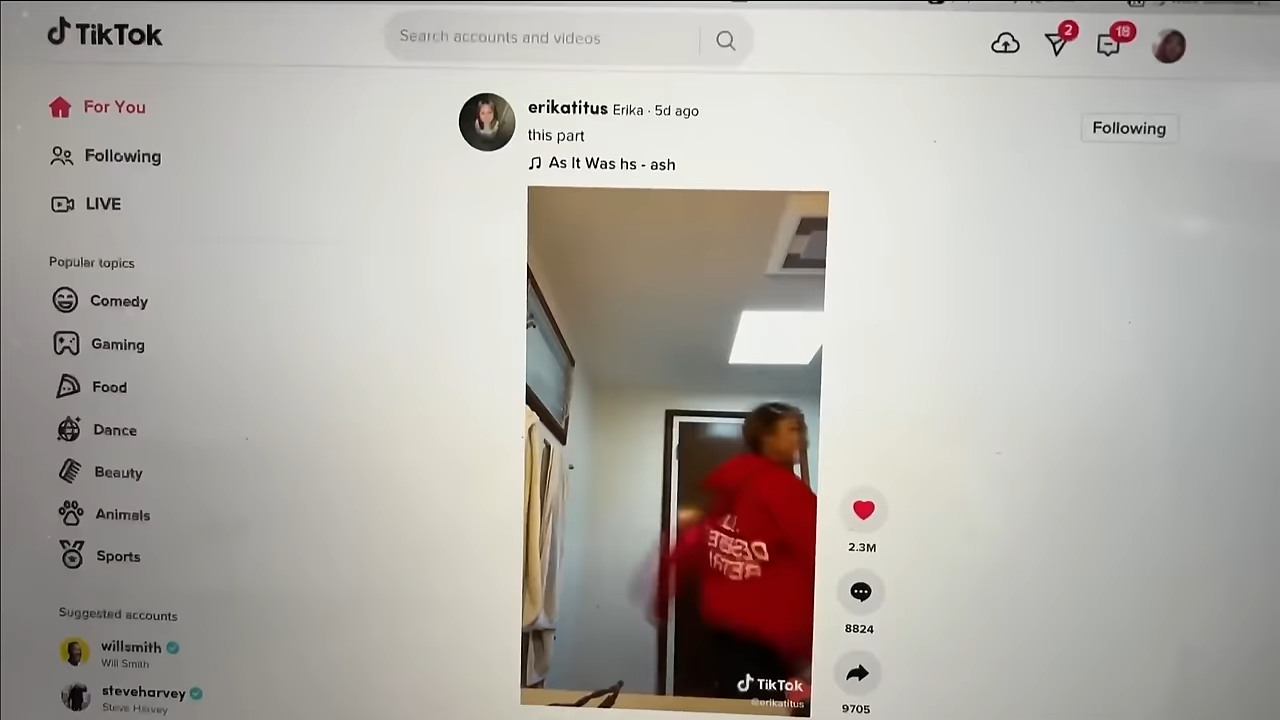 TikTok
Search accounts and videos
2
18
For You
Following
LIVE
Popular topics
Comedy
Gaming
Food
Dance
Beauty
Animals
Sports
Suggested accounts
willsmith
Will Smith
steveharvey
Steve Harvey
erikatitus Erika · 5d ago
this part
As It Was hs - ash
Following
2.3M
8824
9705
TikTok
@erikatitus